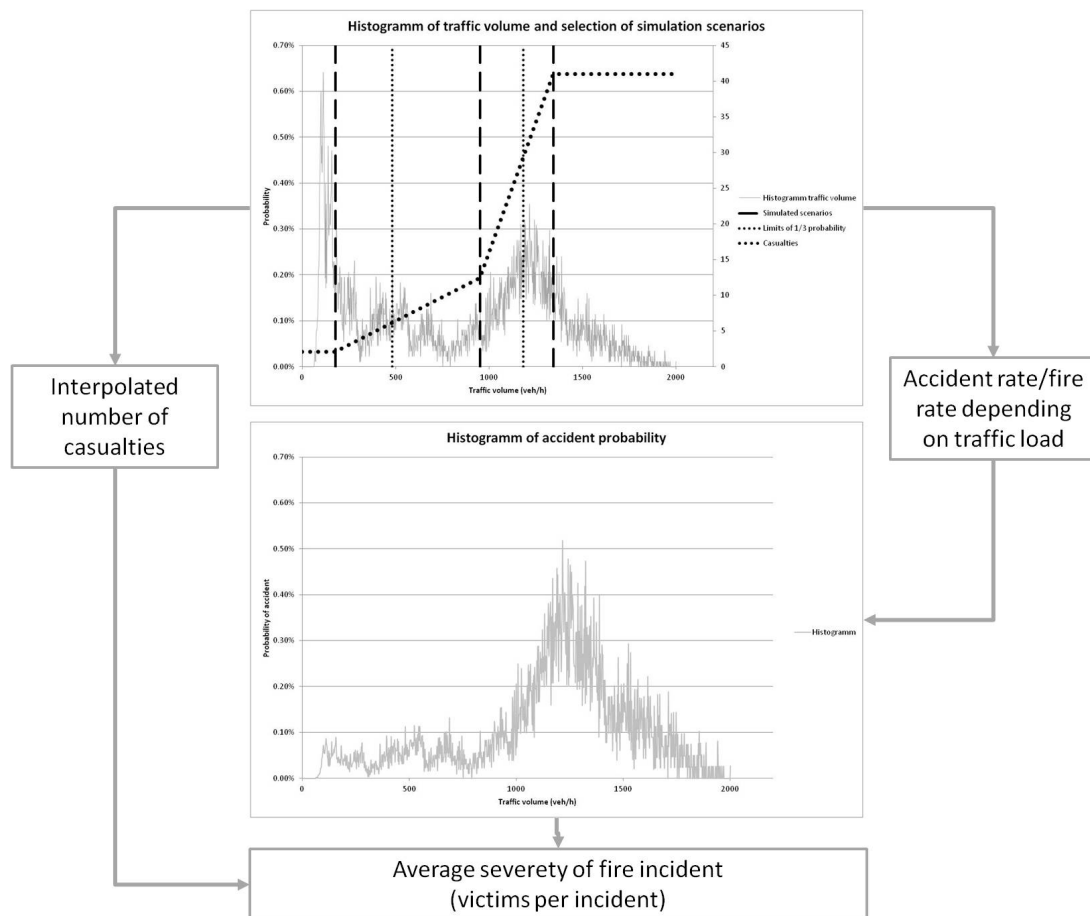 Histogramm of traffic volume and selection of simulation scenarios
0.70%
0.60%
0.50%
0.40%
0.30%
0.20%
0.10%
0.00%
Probability
45
40
35
30
25
20
15
10
5
0
0
500
1000
1500
2000
Traffic volume (veh/h)
Histogramm traffic volume
Simulated scenarios
Limits of 1/3 probability
Casualties
Interpolated
number of
casualties
Accident rate/fire
rate depending
on traffic load
Histogramm of accident probability
0.70%
0.60%
0.50%
0.40%
0.30%
0.20%
0.10%
0.00%
Probability of accident
0
500
1000
1500
2000
Traffic volume (veh/h)
Histogramm
Average severety of fire incident
(victims per incident)